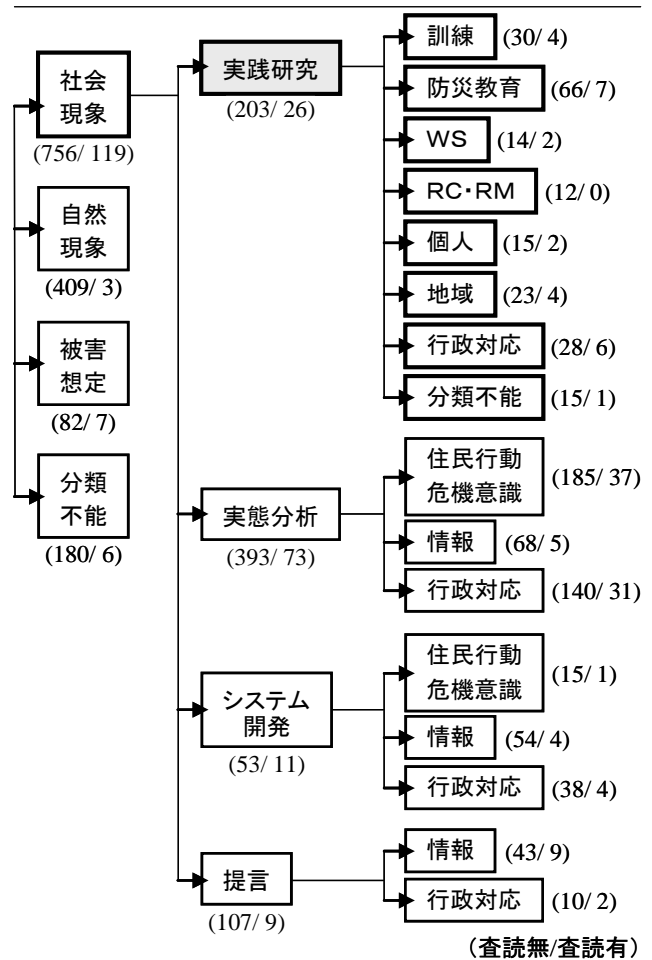 社会
現象
(756/ 119)
自然
現象
(409/ 3)
被害
想定
(82/ 7)
分類
不能
(180/ 6)
実践研究
(203/ 26)
訓練 (30/ 4)
防災教育 (66/ 7)
WS (14/ 2)
RC・RM (12/ 0)
個人 (15/ 2)
地域 (23/ 4)
行政対応 (28/ 6)
分類不能 (15/ 1)
実態分析
(393/ 73)
住民行動
危機意識 (185/ 37)
情報 (68/ 5)
行政対応 (140/ 31)
システム
開発
(53/ 11)
住民行動
危機意識 (15/ 1)
情報 (54/ 4)
行政対応 (38/ 4)
提言
(107/ 9)
情報 (43/ 9)
行政対応 (10/ 2)
(査読無/査読有)